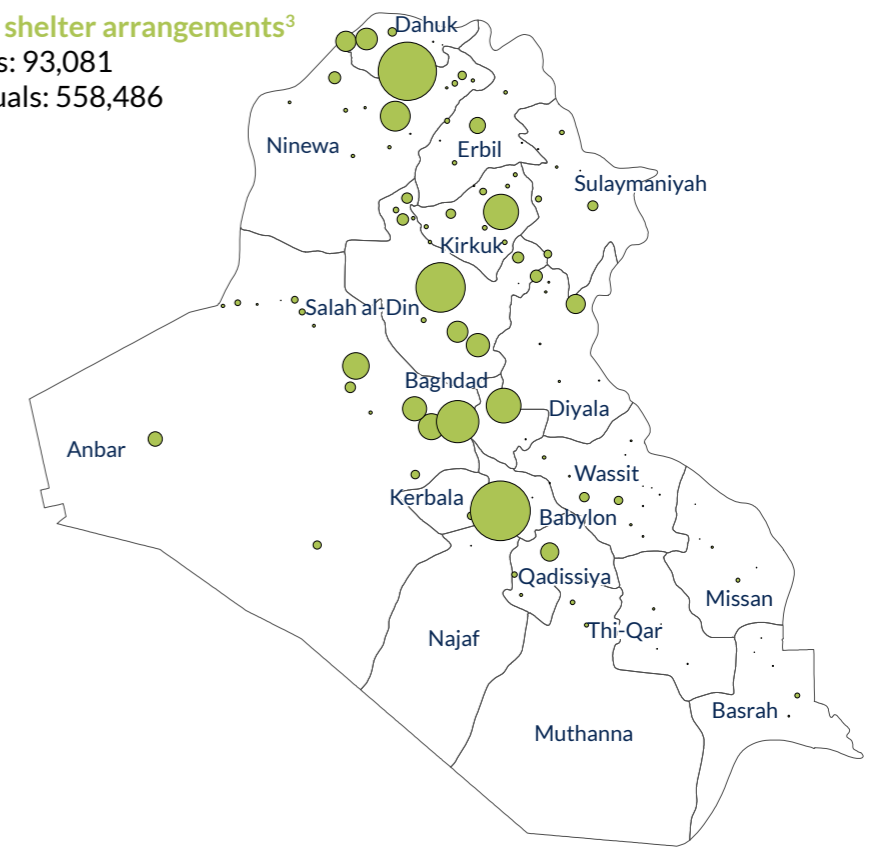 shelter arrangements³
s: 93,081
uals: 558,486
Dahuk
Ninewa
Erbil
Sulaymaniyah
Kirkuk
Salah al-Din
Baghdad
Diyala
Anbar
Wassit
Kerbala
Babylon
Qadissiya
Missan
Najaf
Thi-Qar
Basrah
Muthanna